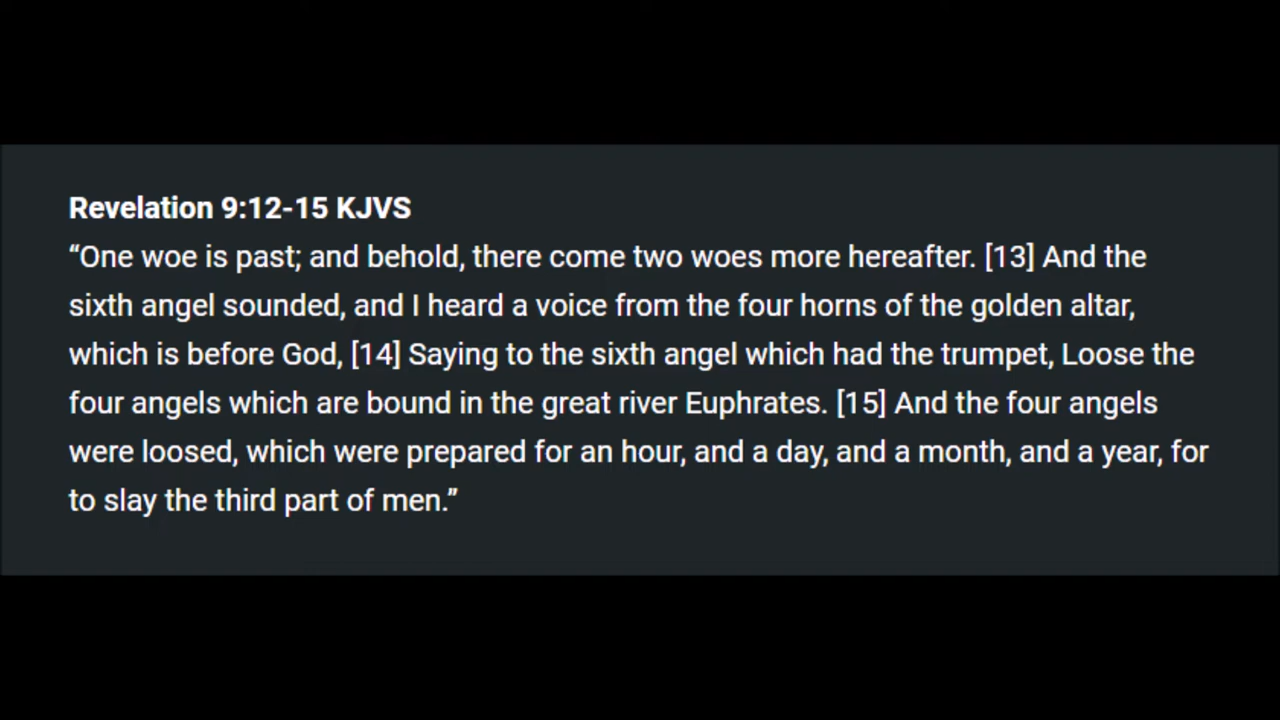 Revelation 9:12-15 KJVS
“One woe is past; and behold, there come two woes more hereafter. [13] And the
sixth angel sounded, and I heard a voice from the four horns of the golden altar,
which is before God, [14] Saying to the sixth angel which had the trumpet, Loose the
four angels which are bound in the great river Euphrates. [15] And the four angels
were loosed, which were prepared for an hour, and a day, and a month, and a year, for
to slay the third part of men.”